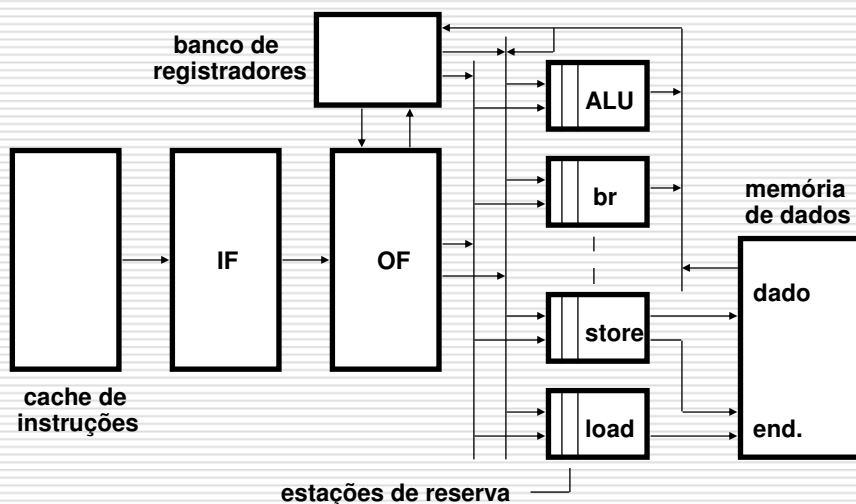 banco de
registradores
ALU
br
memória
de dados
IF
OF
dado
store
cache de
instruções
load
end.
estações de reserva